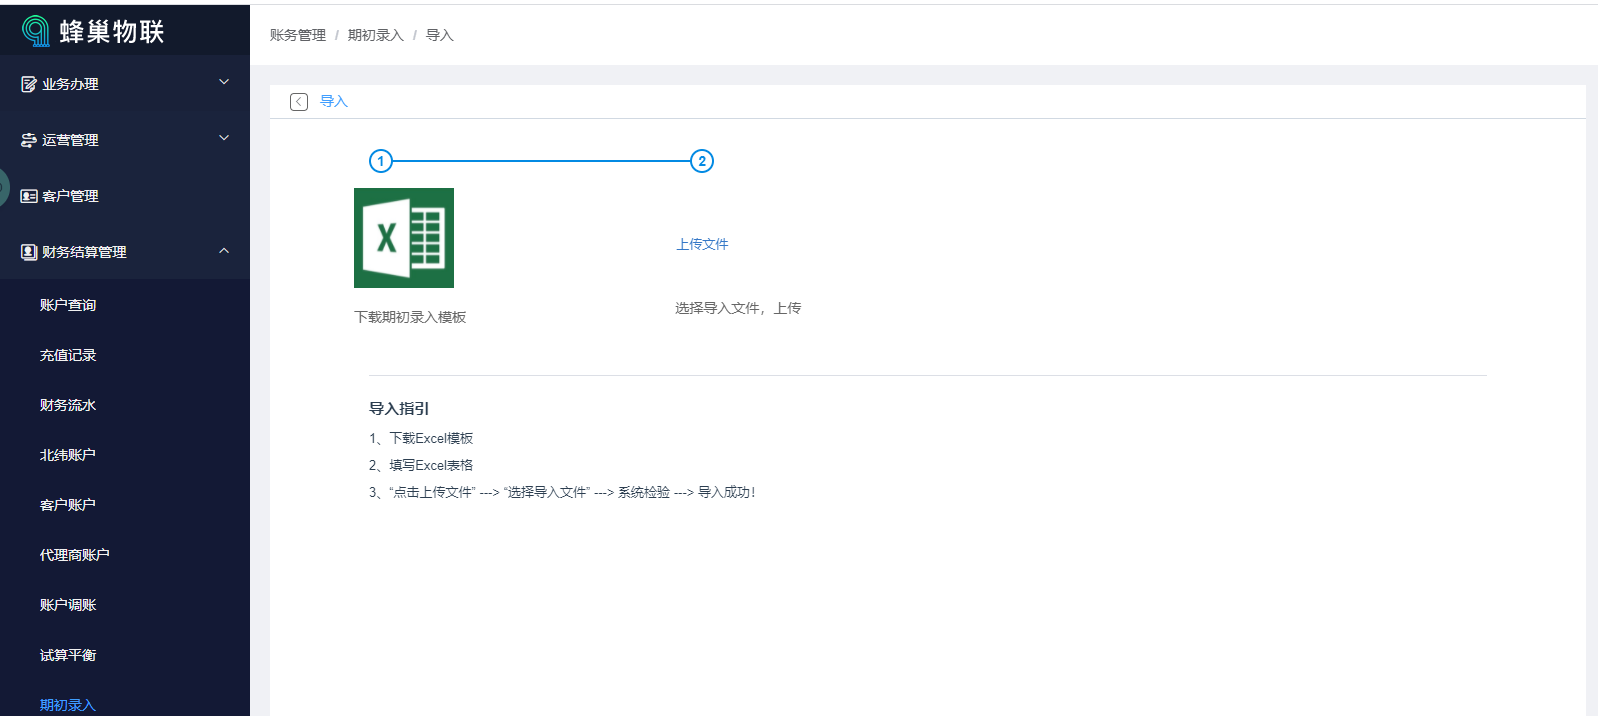 蜂巢物联
账务管理 / 期初录入 / 导入
业务办理
运营管理
客户管理
财务结算管理
账户查询
充值记录
财务流水
北纬账户
客户账户
代理商账户
账户调账
试算平衡
期初录入
导入
1
2
X
下载期初录入模板
上传文件
选择导入文件，上传
导入指引
1、下载Excel模板
2、填写Excel表格
3、“点击上传文件” ---> “选择导入文件” ---> 系统检验 ---> 导入成功！